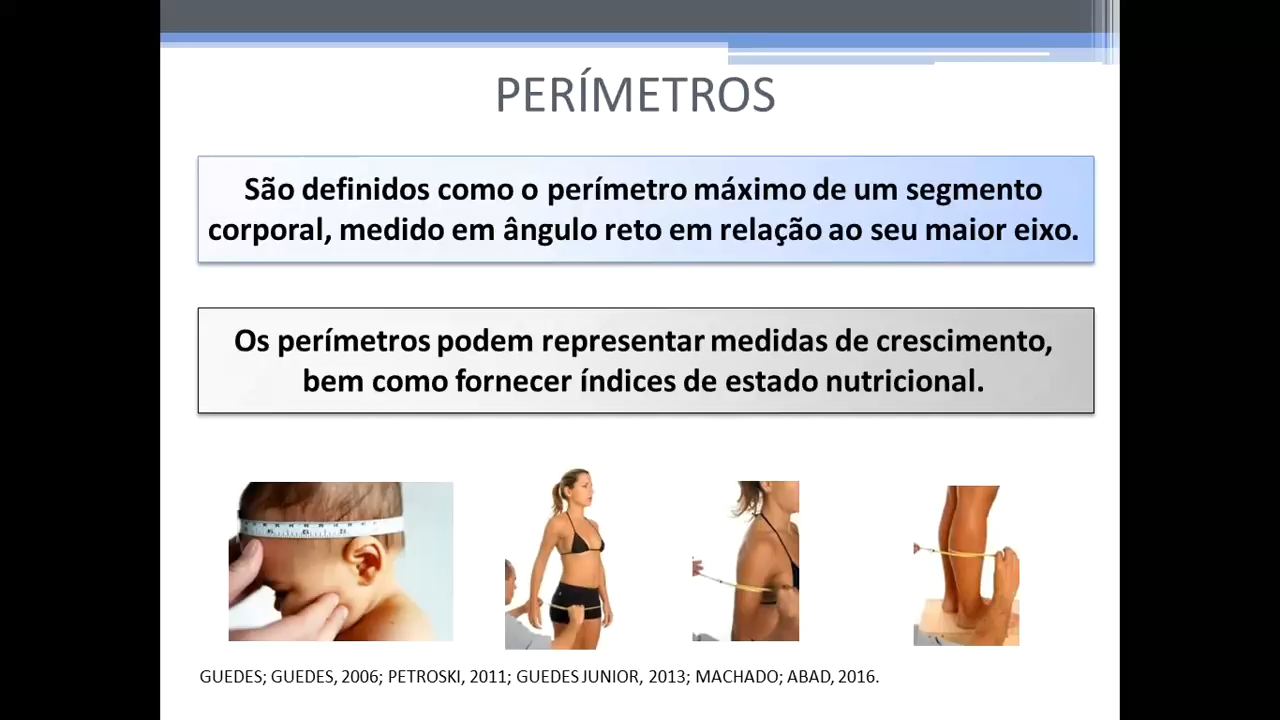 PERÍMETROS
São definidos como o perímetro máximo de um segmento
corporal, medido em ângulo reto em relação ao seu maior eixo.
Os perímetros podem representar medidas de crescimento,
bem como fornecer índices de estado nutricional.
GUEDES; GUEDES, 2006; PETROSKI, 2011; GUEDES JUNIOR, 2013; MACHADO; ABAD, 2016.